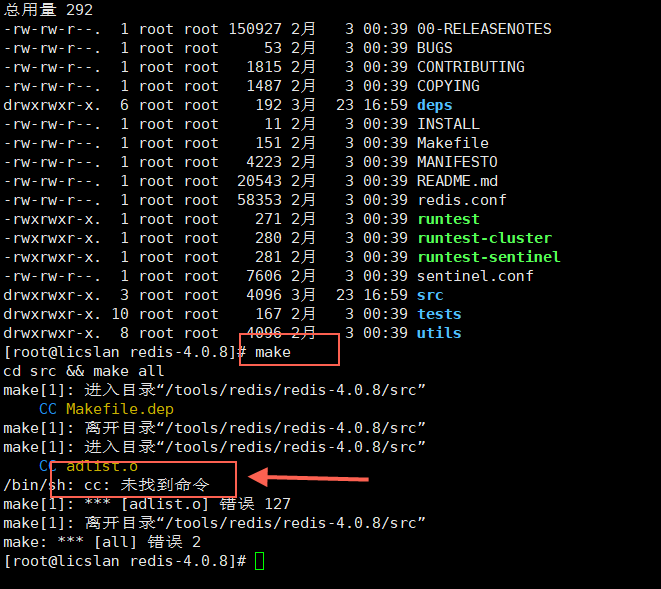 总用量 292
-rw-rw-r--.  1 root root 150927 2月   3 00:39 00-RELEASENOTES
-rw-rw-r--.  1 root root     53 2月   3 00:39 BUGS
-rw-rw-r--.  1 root root   1815 2月   3 00:39 CONTRIBUTING
-rw-rw-r--.  1 root root   1487 2月   3 00:39 COPYING
drwxrwxr-x.  6 root root    192 3月  23 16:59 deps
-rw-rw-r--.  1 root root     11 2月   3 00:39 INSTALL
-rw-rw-r--.  1 root root    151 2月   3 00:39 Makefile
-rw-rw-r--.  1 root root   4223 2月   3 00:39 MANIFESTO
-rw-rw-r--.  1 root root  20543 2月   3 00:39 README.md
-rw-rw-r--.  1 root root  58353 2月   3 00:39 redis.conf
-rwxrwxr-x.  1 root root    271 2月   3 00:39 runtest
-rwxrwxr-x.  1 root root    280 2月   3 00:39 runtest-cluster
-rwxrwxr-x.  1 root root    281 2月   3 00:39 runtest-sentinel
-rw-rw-r--.  1 root root   7606 2月   3 00:39 sentinel.conf
drwxrwxr-x.  3 root root   4096 3月  23 16:59 src
drwxrwxr-x. 10 root root    167 2月   3 00:39 tests
drwxrwxr-x.  8 root root   4096 2月   3 00:39 utils
[root@licslan redis-4.0.8]# make
cd src && make all
make[1]: 进入目录“/tools/redis/redis-4.0.8/src”
    CC Makefile.dep
make[1]: 离开目录“/tools/redis/redis-4.0.8/src”
make[1]: 进入目录“/tools/redis/redis-4.0.8/src”
    CC adlist.o
/bin/sh: cc: 未找到命令
make[1]: *** [adlist.o] 错误 127
make[1]: 离开目录“/tools/redis/redis-4.0.8/src”
make: *** [all] 错误 2
[root@licslan redis-4.0.8]#